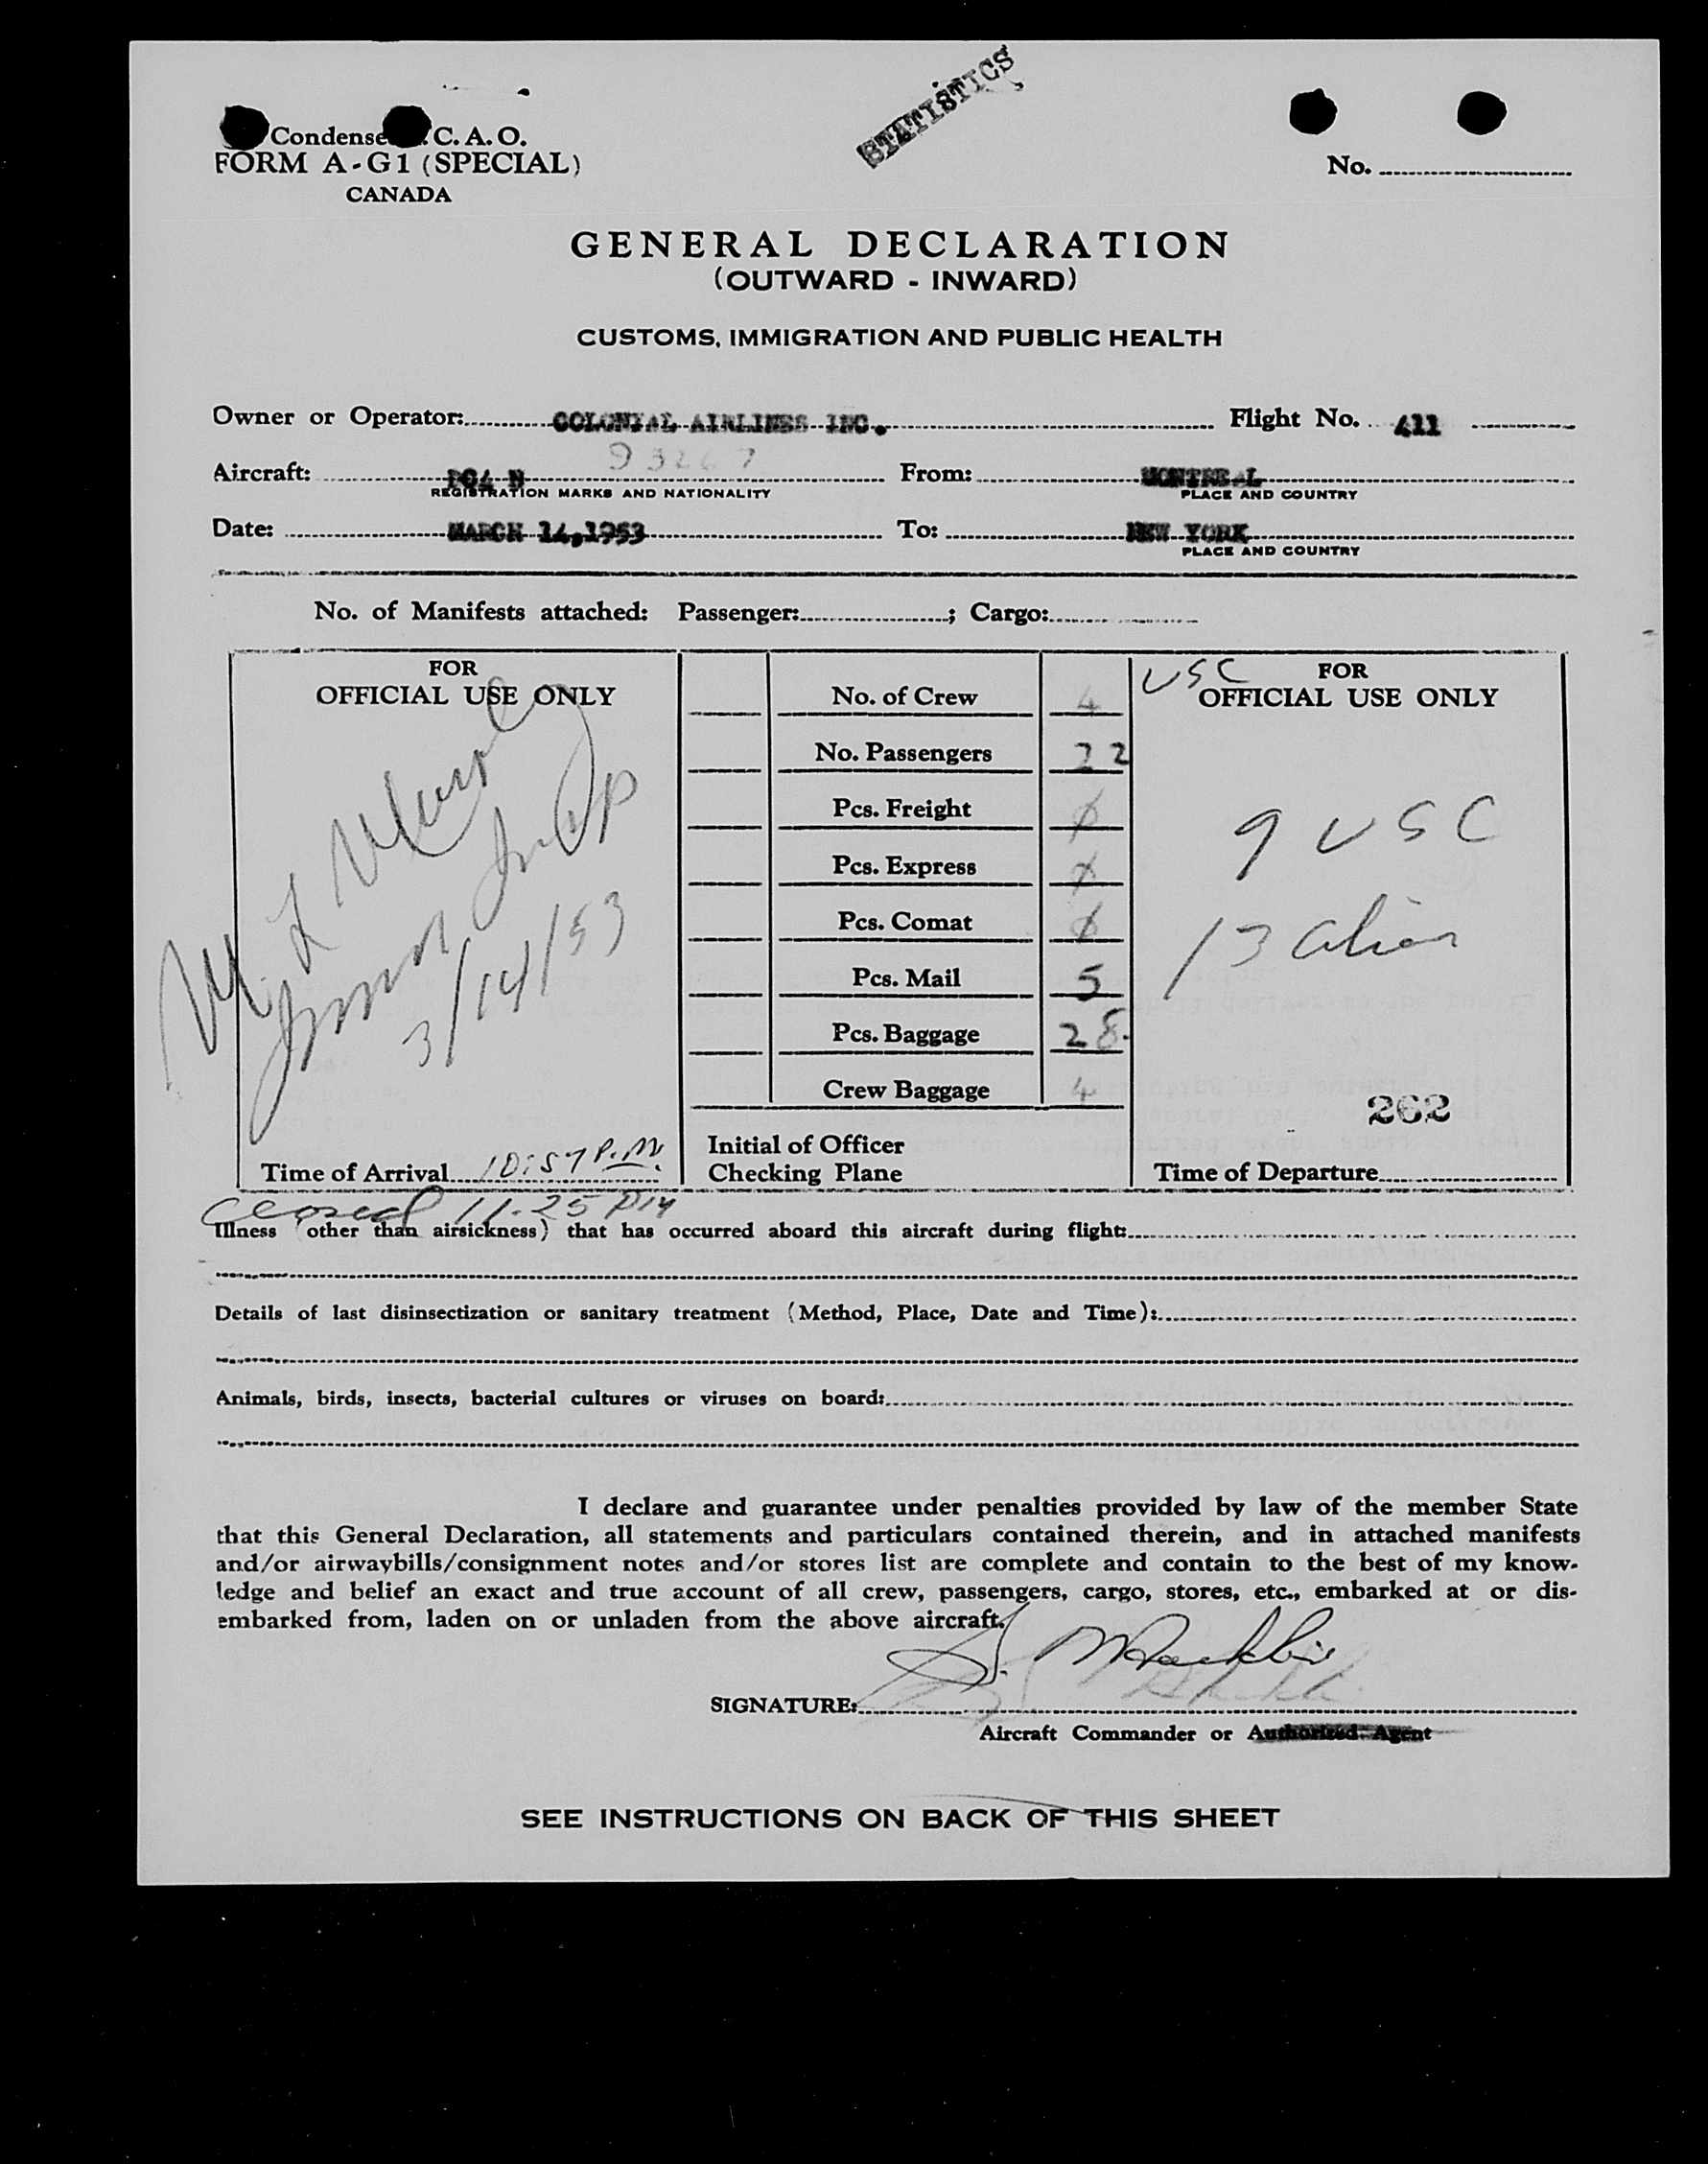 STATISTICS
Condensed I.C.A.O.
FORM A-G1 (SPECIAL)
CANADA
No.
GENERAL DECLARATION
(OUTWARD - INWARD)
CUSTOMS, IMMIGRATION AND PUBLIC HEALTH
Owner or Operator: COLONIAL AIRLINES INC. Flight No. 411
Aircraft: DC4 N 93267 From: MONTREAL
REGISTRATION MARKS AND NATIONALITY PLACE AND COUNTRY
Date: MARCH 14,1953 To: NEW YORK
PLACE AND COUNTRY
No. of Manifests attached: Passenger: ; Cargo:
FOR
OFFICIAL USE ONLY
3/14/53
Time of Arrival 10:57 P.M.
closed 11.25 PM
No. of Crew 4
No. Passengers 22
Pcs. Freight 0
Pcs. Express 0
Pcs. Comat 0
Pcs. Mail 5
Pcs. Baggage 28
Crew Baggage 4
Initial of Officer
Checking Plane
USC FOR
OFFICIAL USE ONLY
9 USC
13 alien
262
Time of Departure
Illness (other than airsickness) that has occurred aboard this aircraft during flight:
Details of last disinsectization or sanitary treatment (Method, Place, Date and Time):
Animals, birds, insects, bacterial cultures or viruses on board:
I declare and guarantee under penalties provided by law of the member State
that this General Declaration, all statements and particulars contained therein, and in attached manifests
and/or airwaybills/consignment notes and/or stores list are complete and contain to the best of my know-
ledge and belief an exact and true account of all crew, passengers, cargo, stores, etc., embarked at or dis-
embarked from, laden on or unladen from the above aircraft.
SIGNATURE:
Aircraft Commander or Authorized Agent
SEE INSTRUCTIONS ON BACK OF THIS SHEET